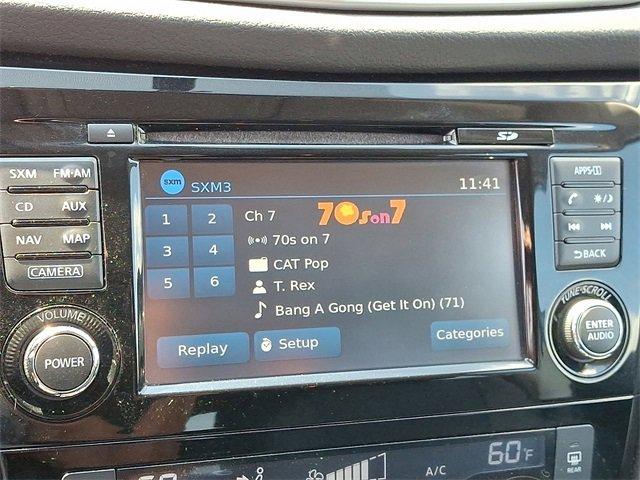 SD
SXM FM·AM
CD AUX
NAV MAP
CAMERA
VOLUME
POWER
sxm SXM3 11:41
1 2
3 4
5 6
Ch 7 70s on 7
70s on 7
CAT Pop
T. Rex
Bang A Gong (Get It On) (71)
Replay Setup Categories
APPS
BACK
TUNE·SCROLL
ENTER
AUDIO
A/C 60°F
REAR